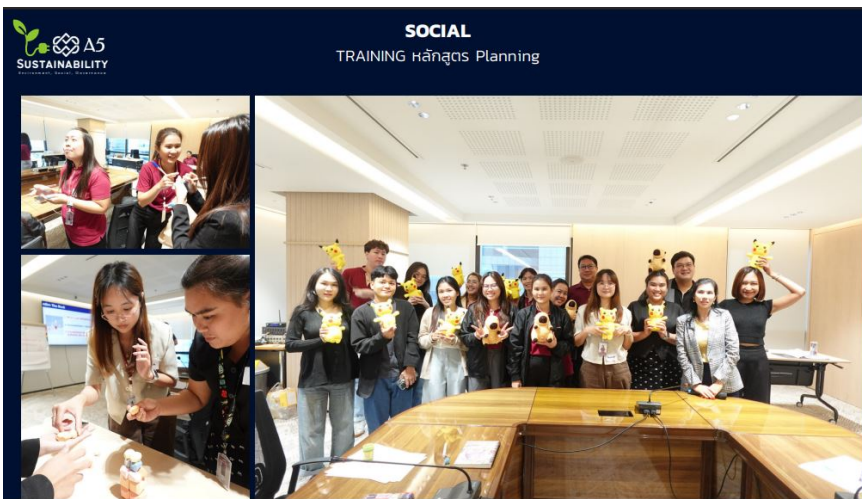 SOCIAL
TRAINING หลักสูตร Planning
A5
SUSTAINABILITY
Environment, Social, Governance